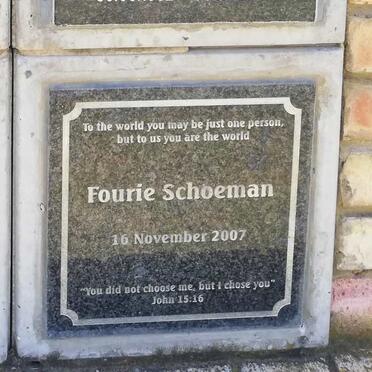 To the world you may be just one person,
but to us you are the world
Fourie Schoeman
16 November 2007
"You did not choose me, but I chose you"
John 15:16